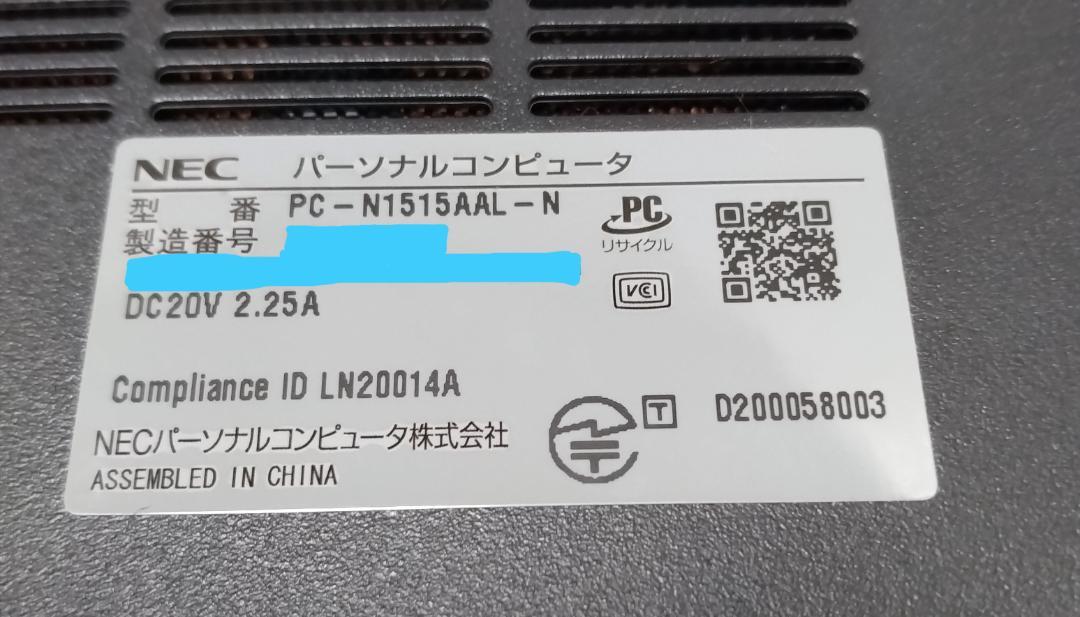 NEC パーソナルコンピュータ
型 番 PC-N1515AAL-N
製造番号
PC
リサイクル
VCCI
DC20V 2.25A
Compliance ID LN20014A
T D200058003
NECパーソナルコンピュータ株式会社
ASSEMBLED IN CHINA